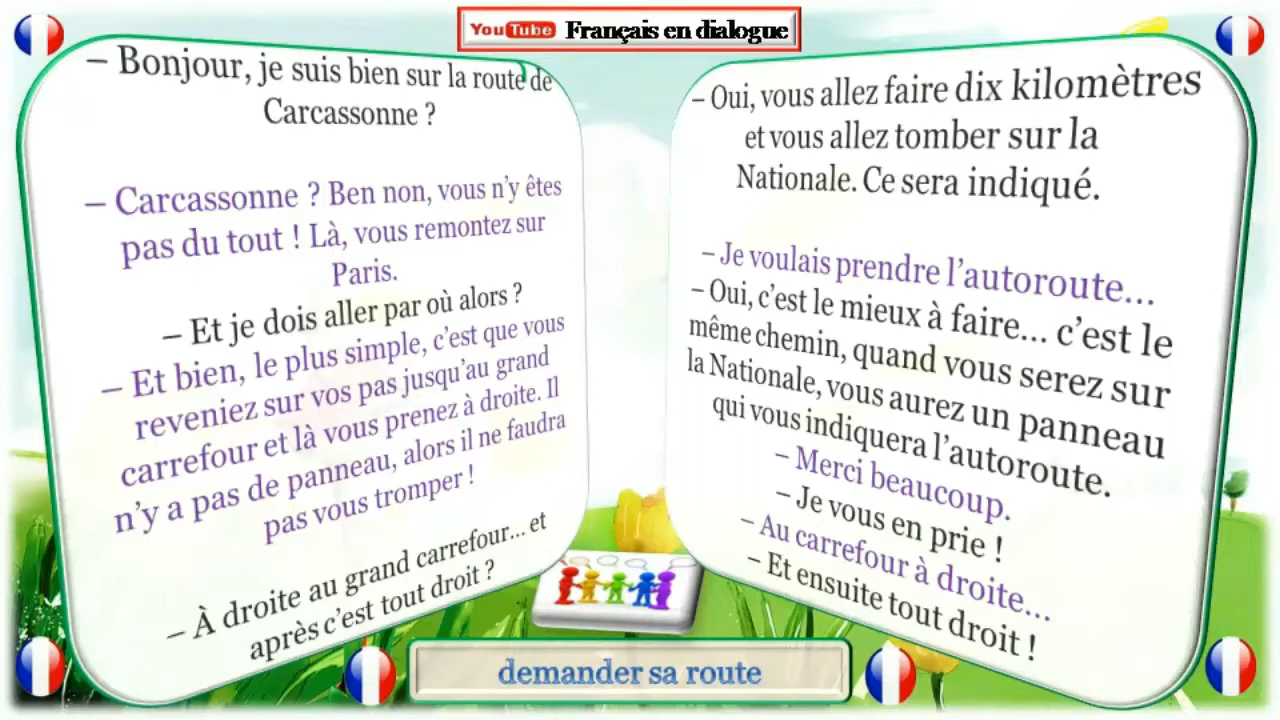 YouTube Français en dialogue
– Bonjour, je suis bien sur la route de
Carcassonne ?
– Carcassonne ? Ben non, vous n'y êtes
pas du tout ! Là, vous remontez sur
Paris.
– Et je dois aller par où alors ?
– Et bien, le plus simple, c'est que vous
reveniez sur vos pas jusqu'au grand
carrefour et là vous prenez à droite. Il
n'y a pas de panneau, alors il ne faudra
pas vous tromper !
– À droite au grand carrefour... et
après c'est tout droit ?
– Oui, vous allez faire dix kilomètres
et vous allez tomber sur la
Nationale. Ce sera indiqué.
– Je voulais prendre l'autoroute...
– Oui, c'est le mieux à faire... c'est le
même chemin, quand vous serez sur
la Nationale, vous aurez un panneau
qui vous indiquera l'autoroute.
– Merci beaucoup.
– Je vous en prie !
– Au carrefour à droite...
– Et ensuite tout droit !
demander sa route